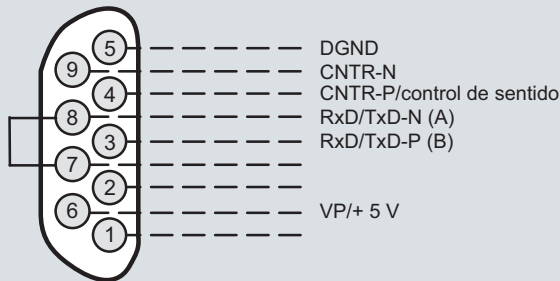 5 DGND
9 CNTR-N
4 CNTR-P/control de sentido
8 RxD/TxD-N (A)
3 RxD/TxD-P (B)
7
2
6 VP/+ 5 V
1